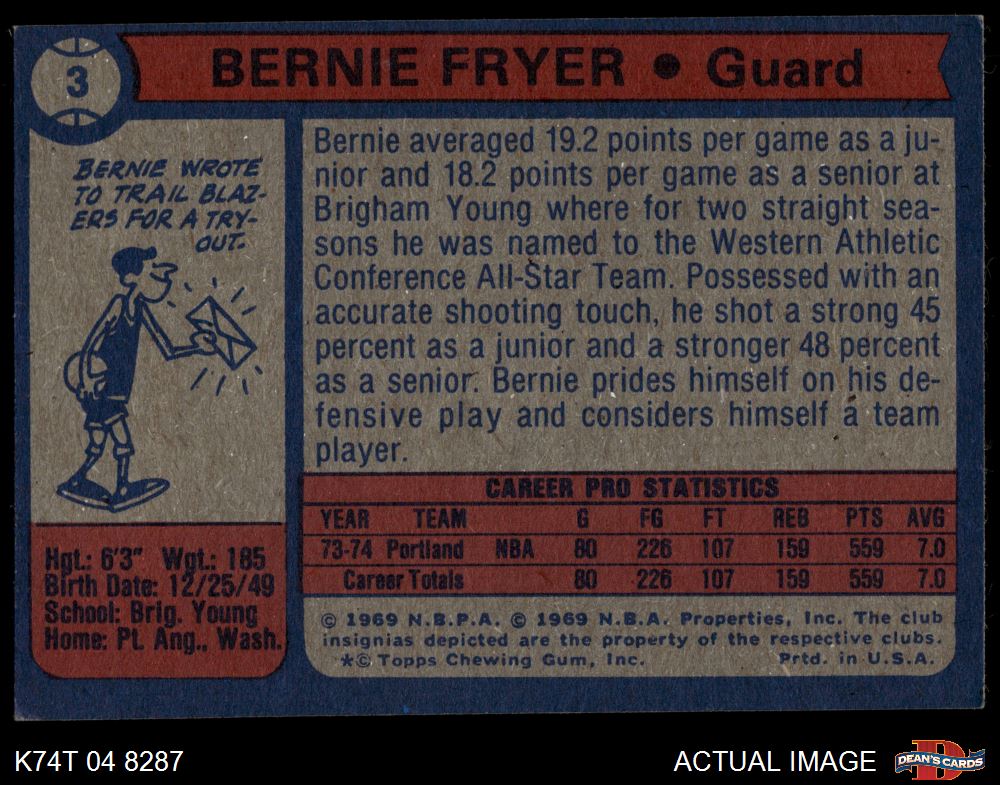 3
BERNIE FRYER ● Guard
BERNIE WROTE
TO TRAIL BLAZ-
ERS FOR A TRY-
OUT.
Bernie averaged 19.2 points per game as a ju-
nior and 18.2 points per game as a senior at
Brigham Young where for two straight sea-
sons he was named to the Western Athletic
Conference All-Star Team. Possessed with an
accurate shooting touch, he shot a strong 45
percent as a junior and a stronger 48 percent
as a senior. Bernie prides himself on his de-
fensive play and considers himself a team
player.
Hgt.: 6'3" Wgt.: 185
Birth Date: 12/25/49
School: Brig. Young
Home: Pt. Ang., Wash.
CAREER PRO STATISTICS
YEAR TEAM G FG FT REB PTS AVG
73-74 Portland NBA 80 226 107 159 559 7.0
Career Totals 80 226 107 159 559 7.0
© 1969 N.B.P.A. © 1969 N.B.A. Properties, Inc. The club
insignias depicted are the property of the respective clubs.
*© Topps Chewing Gum, Inc. Prtd. in U.S.A.
K74T 04 8287
ACTUAL IMAGE
D
DEAN'S CARDS